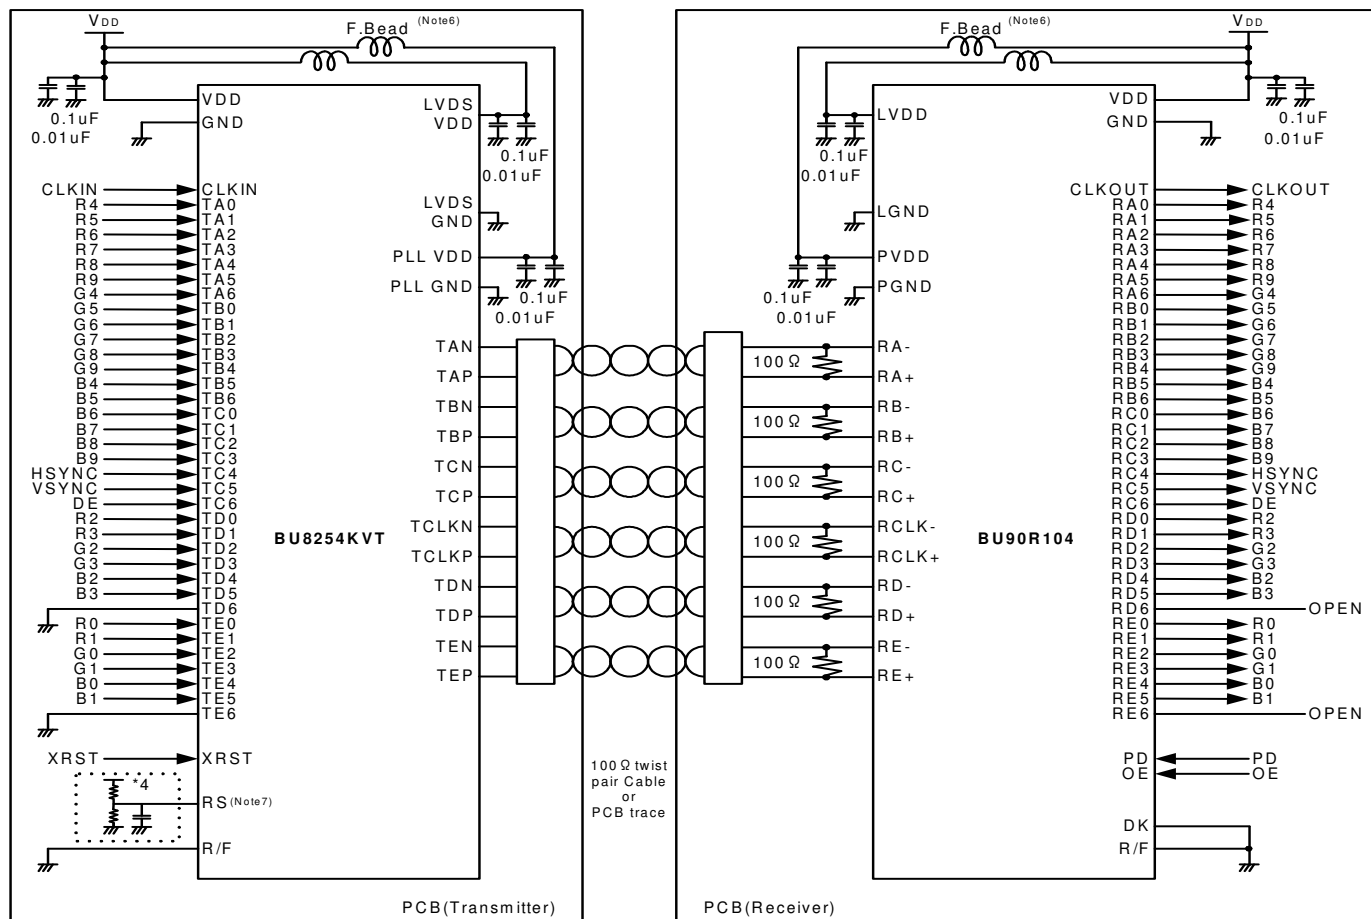 VDD
F.Bead (Note6)
0.1uF
0.01uF
VDD
GND
LVDS
VDD
0.1uF
0.01uF
LVDS
GND
PLL VDD
PLL GND
0.1uF
0.01uF
CLKIN CLKIN
R4 TA0
R5 TA1
R6 TA2
R7 TA3
R8 TA4
R9 TA5
G4 TA6
G5 TB0
G6 TB1
G7 TB2
G8 TB3
G9 TB4
B4 TB5
B5 TB6
B6 TC0
B7 TC1
B8 TC2
B9 TC3
HSYNC TC4
VSYNC TC5
DE TC6
R2 TD0
R3 TD1
G2 TD2
G3 TD3
B2 TD4
B3 TD5
TD6
R0 TE0
R1 TE1
G0 TE2
G1 TE3
B0 TE4
B1 TE5
TE6
XRST XRST
*4
RS(Note7)
R/F
BU8254KVT
TAN
TAP
TBN
TBP
TCN
TCP
TCLKN
TCLKP
TDN
TDP
TEN
TEP
PCB(Transmitter)
100Ω twist
pair Cable
or
PCB trace
F.Bead (Note6)
VDD
0.1uF
0.01uF
LVDD
LGND
PVDD
0.1uF
0.01uF
PGND
VDD
GND
0.1uF
0.01uF
100Ω
RA-
RA+
100Ω
RB-
RB+
100Ω
RC-
RC+
100Ω
RCLK-
RCLK+
100Ω
RD-
RD+
100Ω
RE-
RE+
BU90R104
CLKOUT CLKOUT
RA0 R4
RA1 R5
RA2 R6
RA3 R7
RA4 R8
RA5 R9
RA6 G4
RB0 G5
RB1 G6
RB2 G7
RB3 G8
RB4 G9
RB5 B4
RB6 B5
RC0 B6
RC1 B7
RC2 B8
RC3 B9
RC4 HSYNC
RC5 VSYNC
RC6 DE
RD0 R2
RD1 R3
RD2 G2
RD3 G3
RD4 B2
RD5 B3
RD6 OPEN
RE0 R0
RE1 R1
RE2 G0
RE3 G1
RE4 B0
RE5 B1
RE6 OPEN
PD PD
OE OE
DK
R/F
PCB(Receiver)